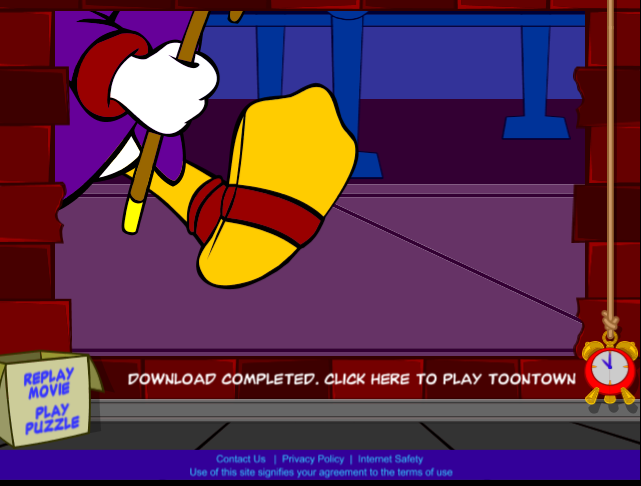 REPLAY
MOVIE
PLAY
PUZZLE
DOWNLOAD COMPLETED. CLICK HERE TO PLAY TOONTOWN
Contact Us | Privacy Policy | Internet Safety
Use of this site signifies your agreement to the terms of use